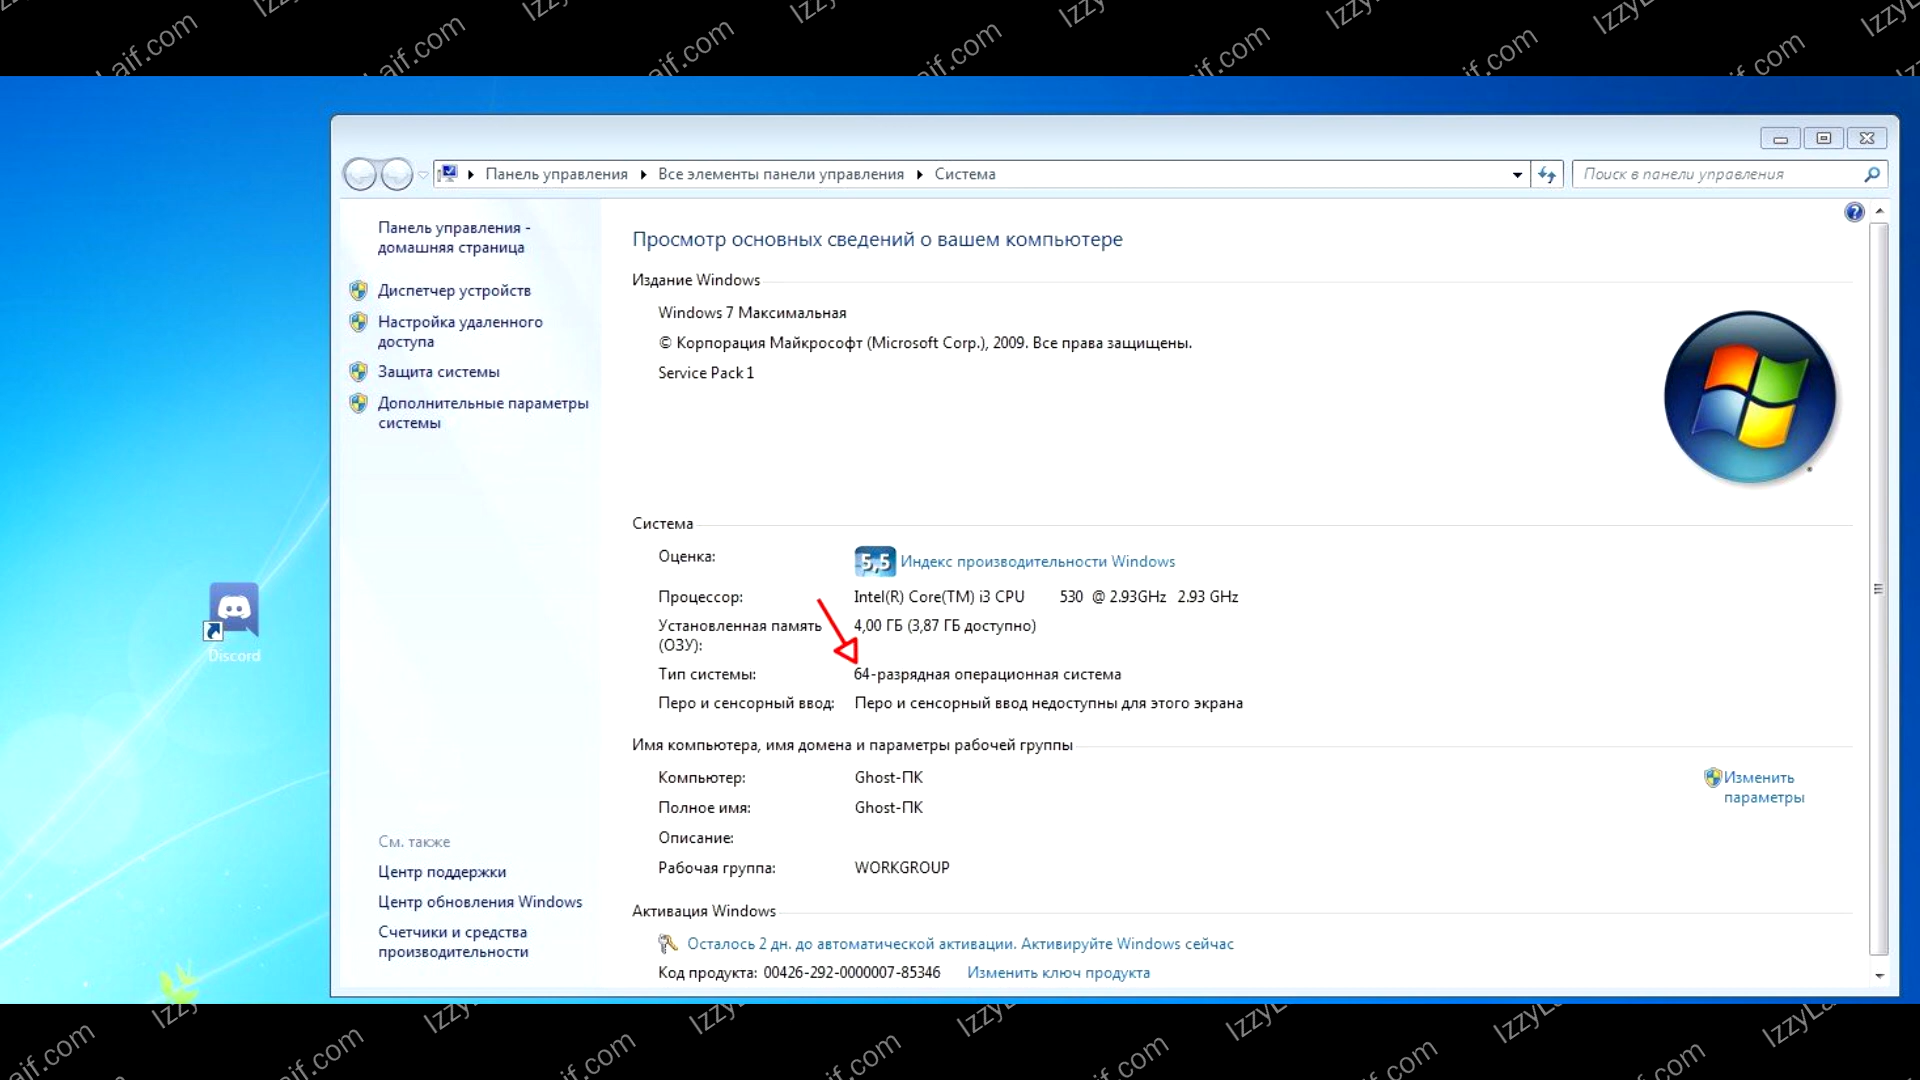 IzzyLaif.com
Панель управления
Все элементы панели управления
Система
Поиск в панели управления
Панель управления -
домашняя страница
Диспетчер устройств
Настройка удаленного
доступа
Защита системы
Дополнительные параметры
системы
Просмотр основных сведений о вашем компьютере
Издание Windows
Windows 7 Максимальная
© Корпорация Майкрософт (Microsoft Corp.), 2009. Все права защищены.
Service Pack 1
Система
Оценка: 5,5 Индекс производительности Windows
Процессор: Intel(R) Core(TM) i3 CPU 530 @ 2.93GHz 2.93 GHz
Установленная память 4,00 ГБ (3,87 ГБ доступно)
(ОЗУ):
Тип системы: 64-разрядная операционная система
Перо и сенсорный ввод: Перо и сенсорный ввод недоступны для этого экрана
Имя компьютера, имя домена и параметры рабочей группы
Компьютер: Ghost-ПК
Изменить
параметры
Полное имя: Ghost-ПК
Описание:
Рабочая группа: WORKGROUP
Активация Windows
Осталось 2 дн. до автоматической активации. Активируйте Windows сейчас
Код продукта: 00426-292-0000007-85346 Изменить ключ продукта
См. также
Центр поддержки
Центр обновления Windows
Счетчики и средства
производительности
Discord